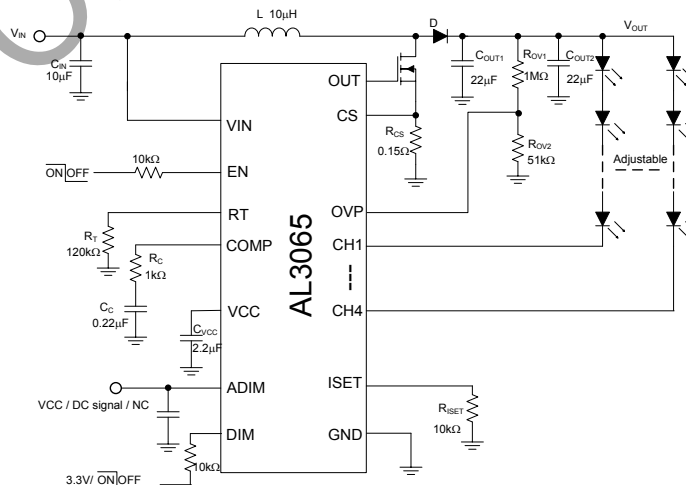 L 10μH
D
VIN
VOUT
CIN
10μF
COUT1
22μF
ROV1
1MΩ
COUT2
22μF
OUT
CS
RCS
0.15Ω
ROV2
51kΩ
Adjustable
VIN
ON OFF
10kΩ
EN
RT
OVP
RT
120kΩ
COMP
CH1
RC
1kΩ
AL3065
CC
0.22μF
VCC
CH4
CVCC
2.2μF
ADIM
ISET
VCC / DC signal / NC
RISET
10kΩ
DIM
GND
10kΩ
3.3V/ ON OFF